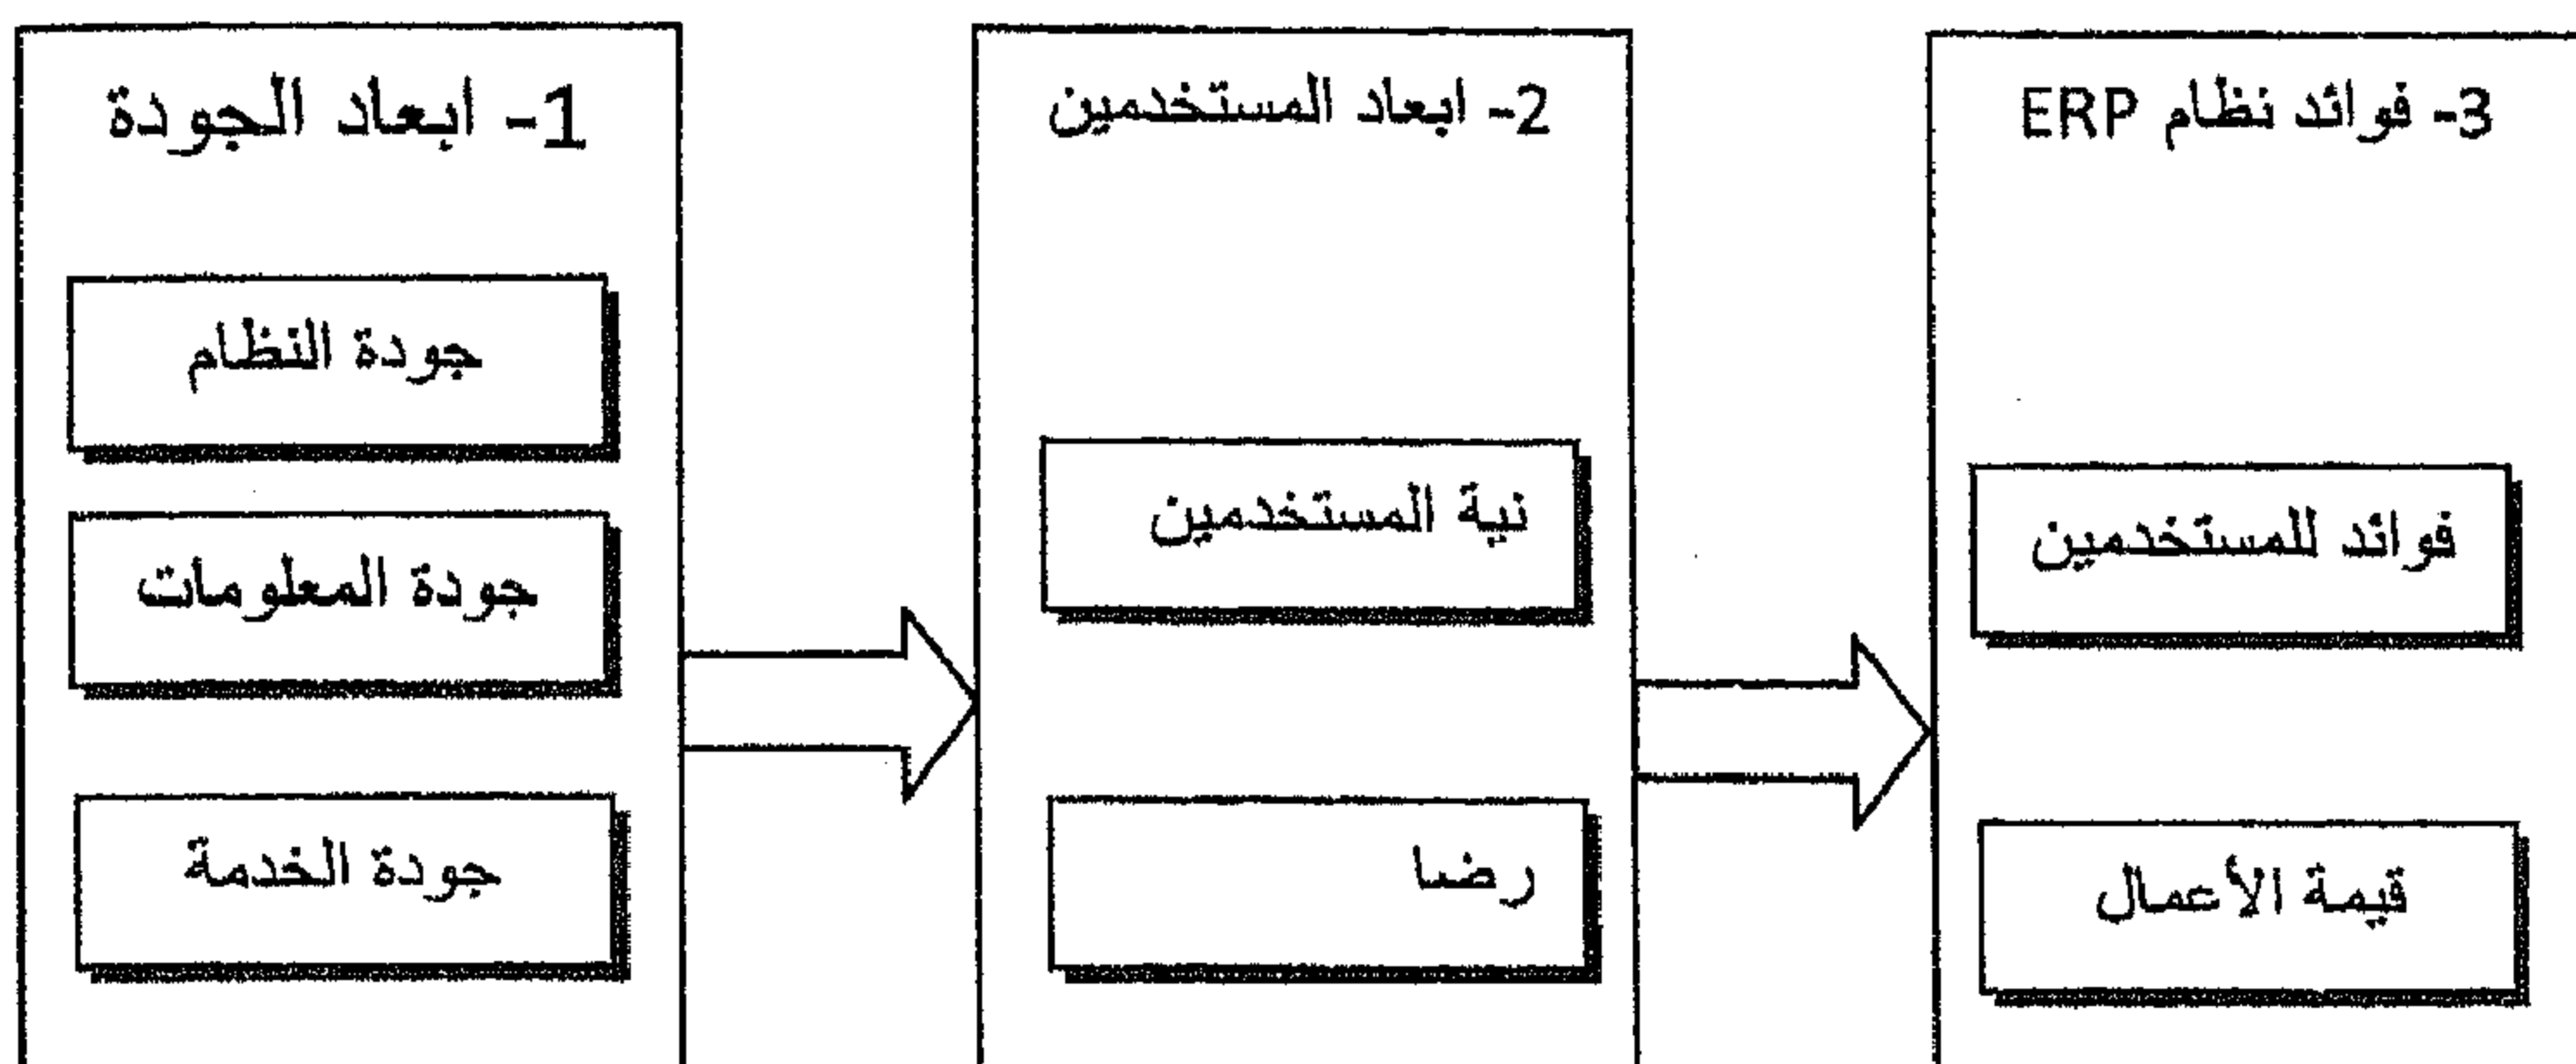 1- ابعاد الجودة
جودة النظام
جودة المعلومات
جودة الخدمة
2- ابعاد المستخدمين
نية المستخدمين
رضا
3- فوائد نظام ERP
فوائد للمستخدمين
قيمة الأعمال